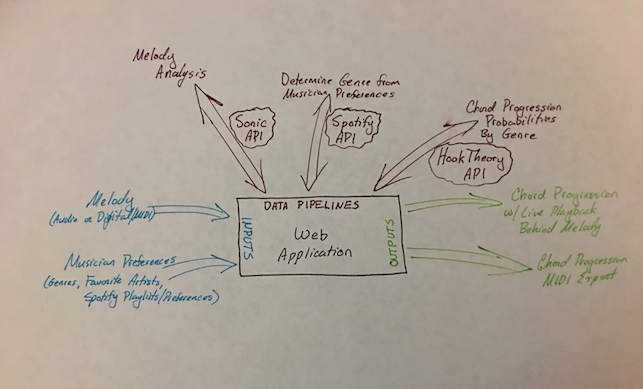 Melody
Analysis
Determine Genre from
Musician Preferences
Chord Progression
Probabilities
By Genre
Sonic
API
Spotify
API
HookTheory
API
Melody
(Audio or Digital/MIDI)
Musician Preferences
(Genres, Favorite Artists,
Spotify Playlists/Preferences)
DATA PIPELINES
INPUTS
Web
Application
OUTPUTS
Chord Progression
w/ Live Playback
Behind Melody
Chord Progression
MIDI Export